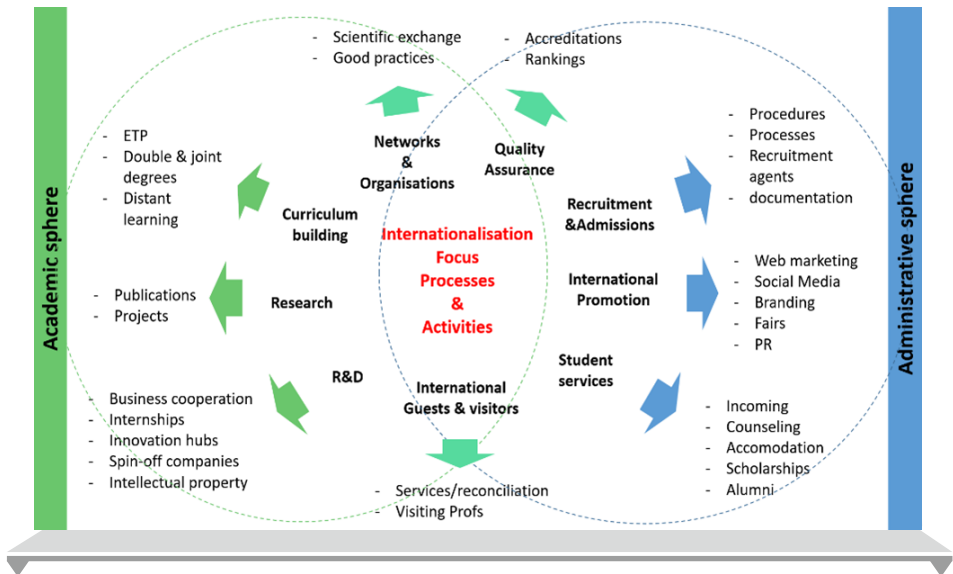 Academic sphere
- Scientific exchange
- Good practices
- Accreditations
- Rankings
- ETP
- Double & joint
degrees
- Distant
learning
Networks
&
Organisations
Quality
Assurance
- Procedures
- Processes
- Recruitment
agents
- documentation
Curriculum
building
Recruitment
&Admissions
Internationalisation
Focus
Processes
&
Activities
- Publications
- Projects
Research
International
Promotion
- Web marketing
- Social Media
- Branding
- Fairs
- PR
R&D
International
Guests & visitors
Student
services
- Business cooperation
- Internships
- Innovation hubs
- Spin-off companies
- Intellectual property
- Services/reconciliation
- Visiting Profs
- Incoming
- Counseling
- Accomodation
- Scholarships
- Alumni
Administrative sphere